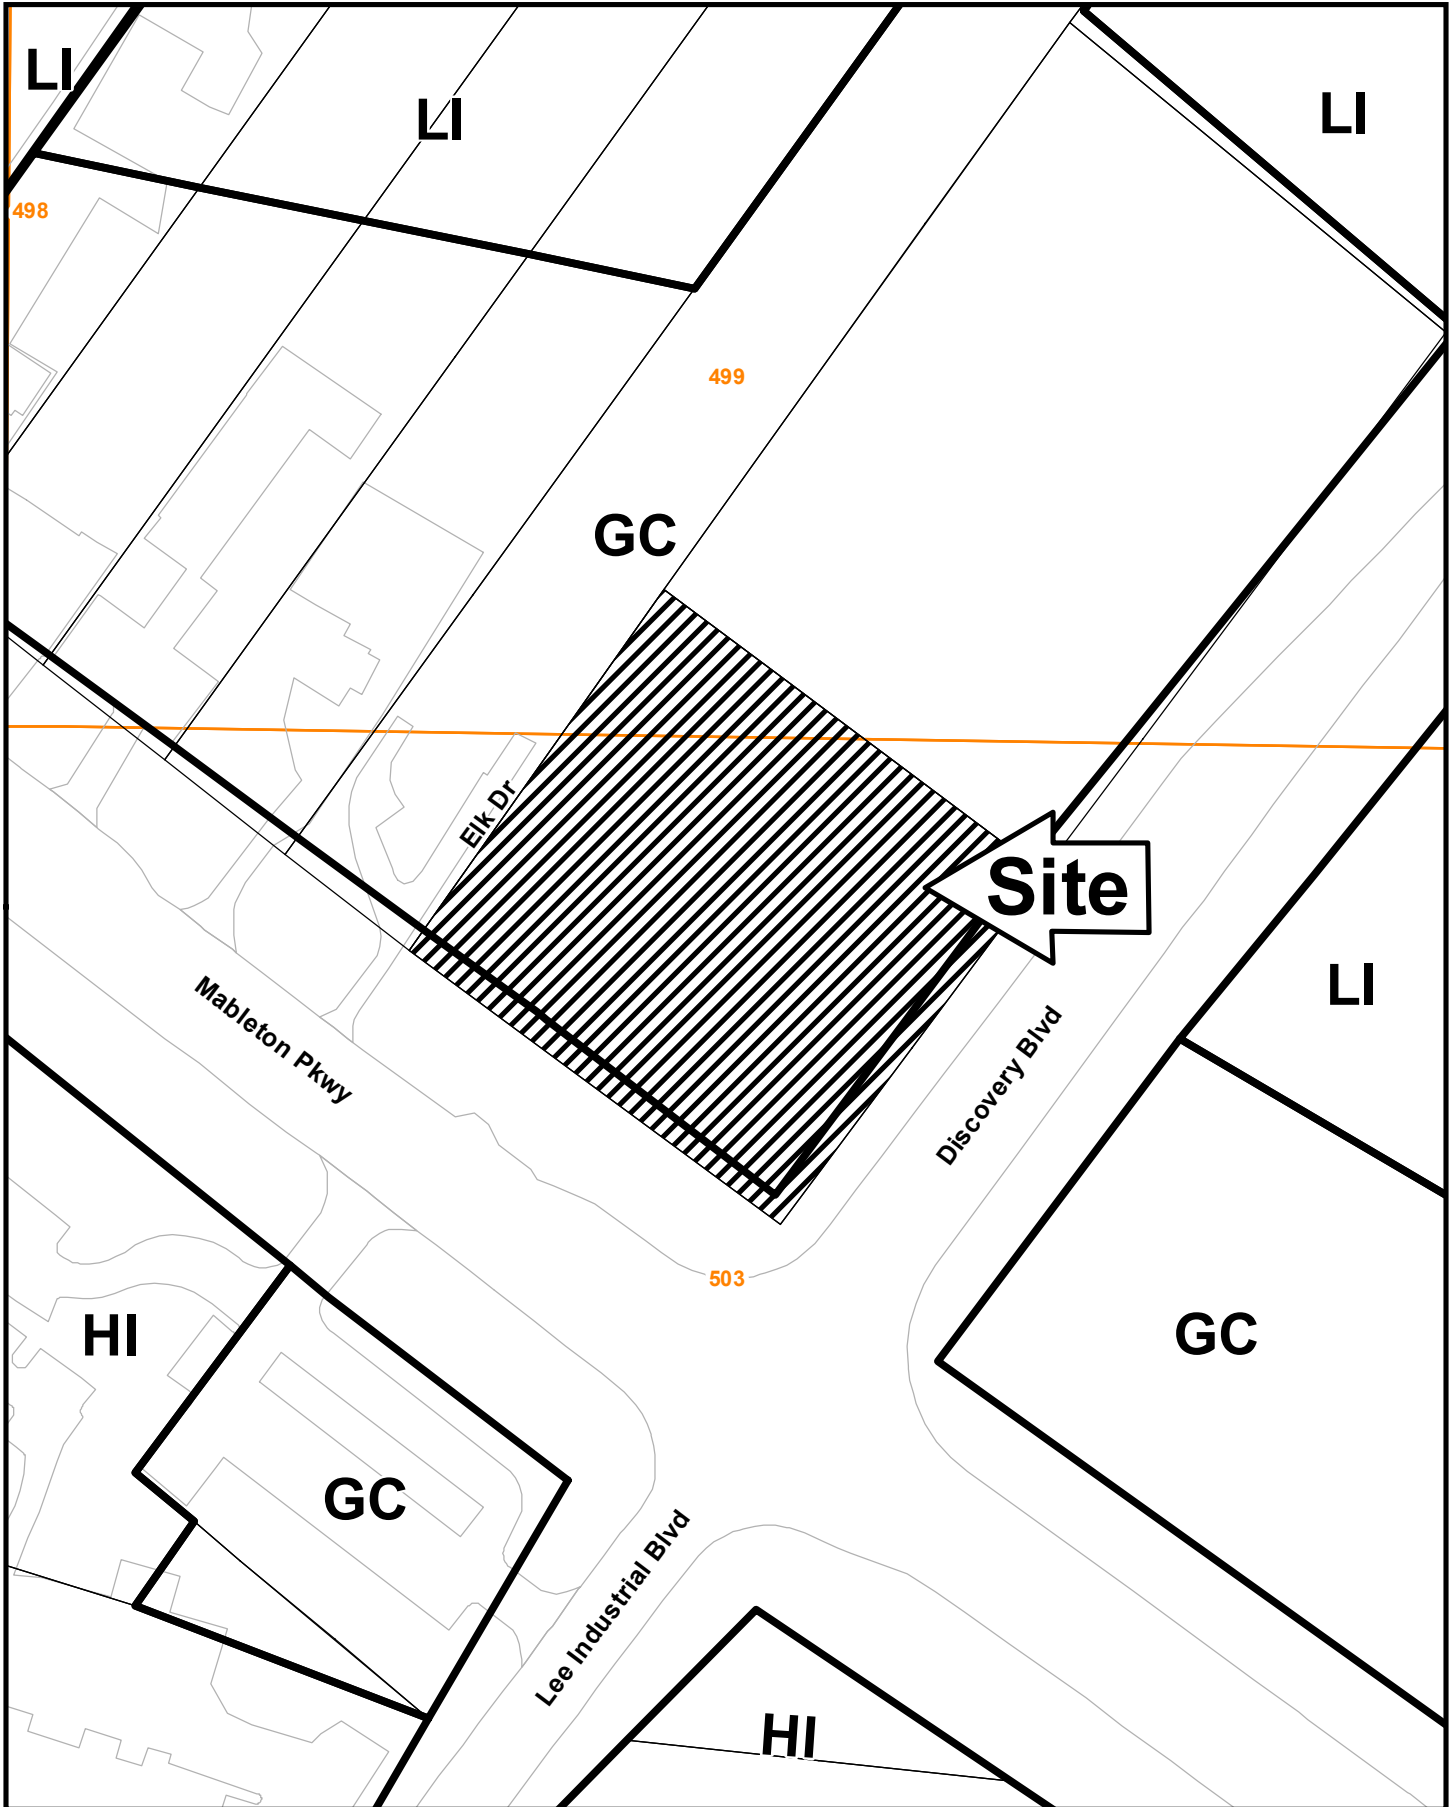 LI
LI
LI
498
499
GC
Elk Dr
Site
Mableton Pkwy
LI
Discovery Blvd
503
HI
GC
GC
Lee Industrial Blvd
HI